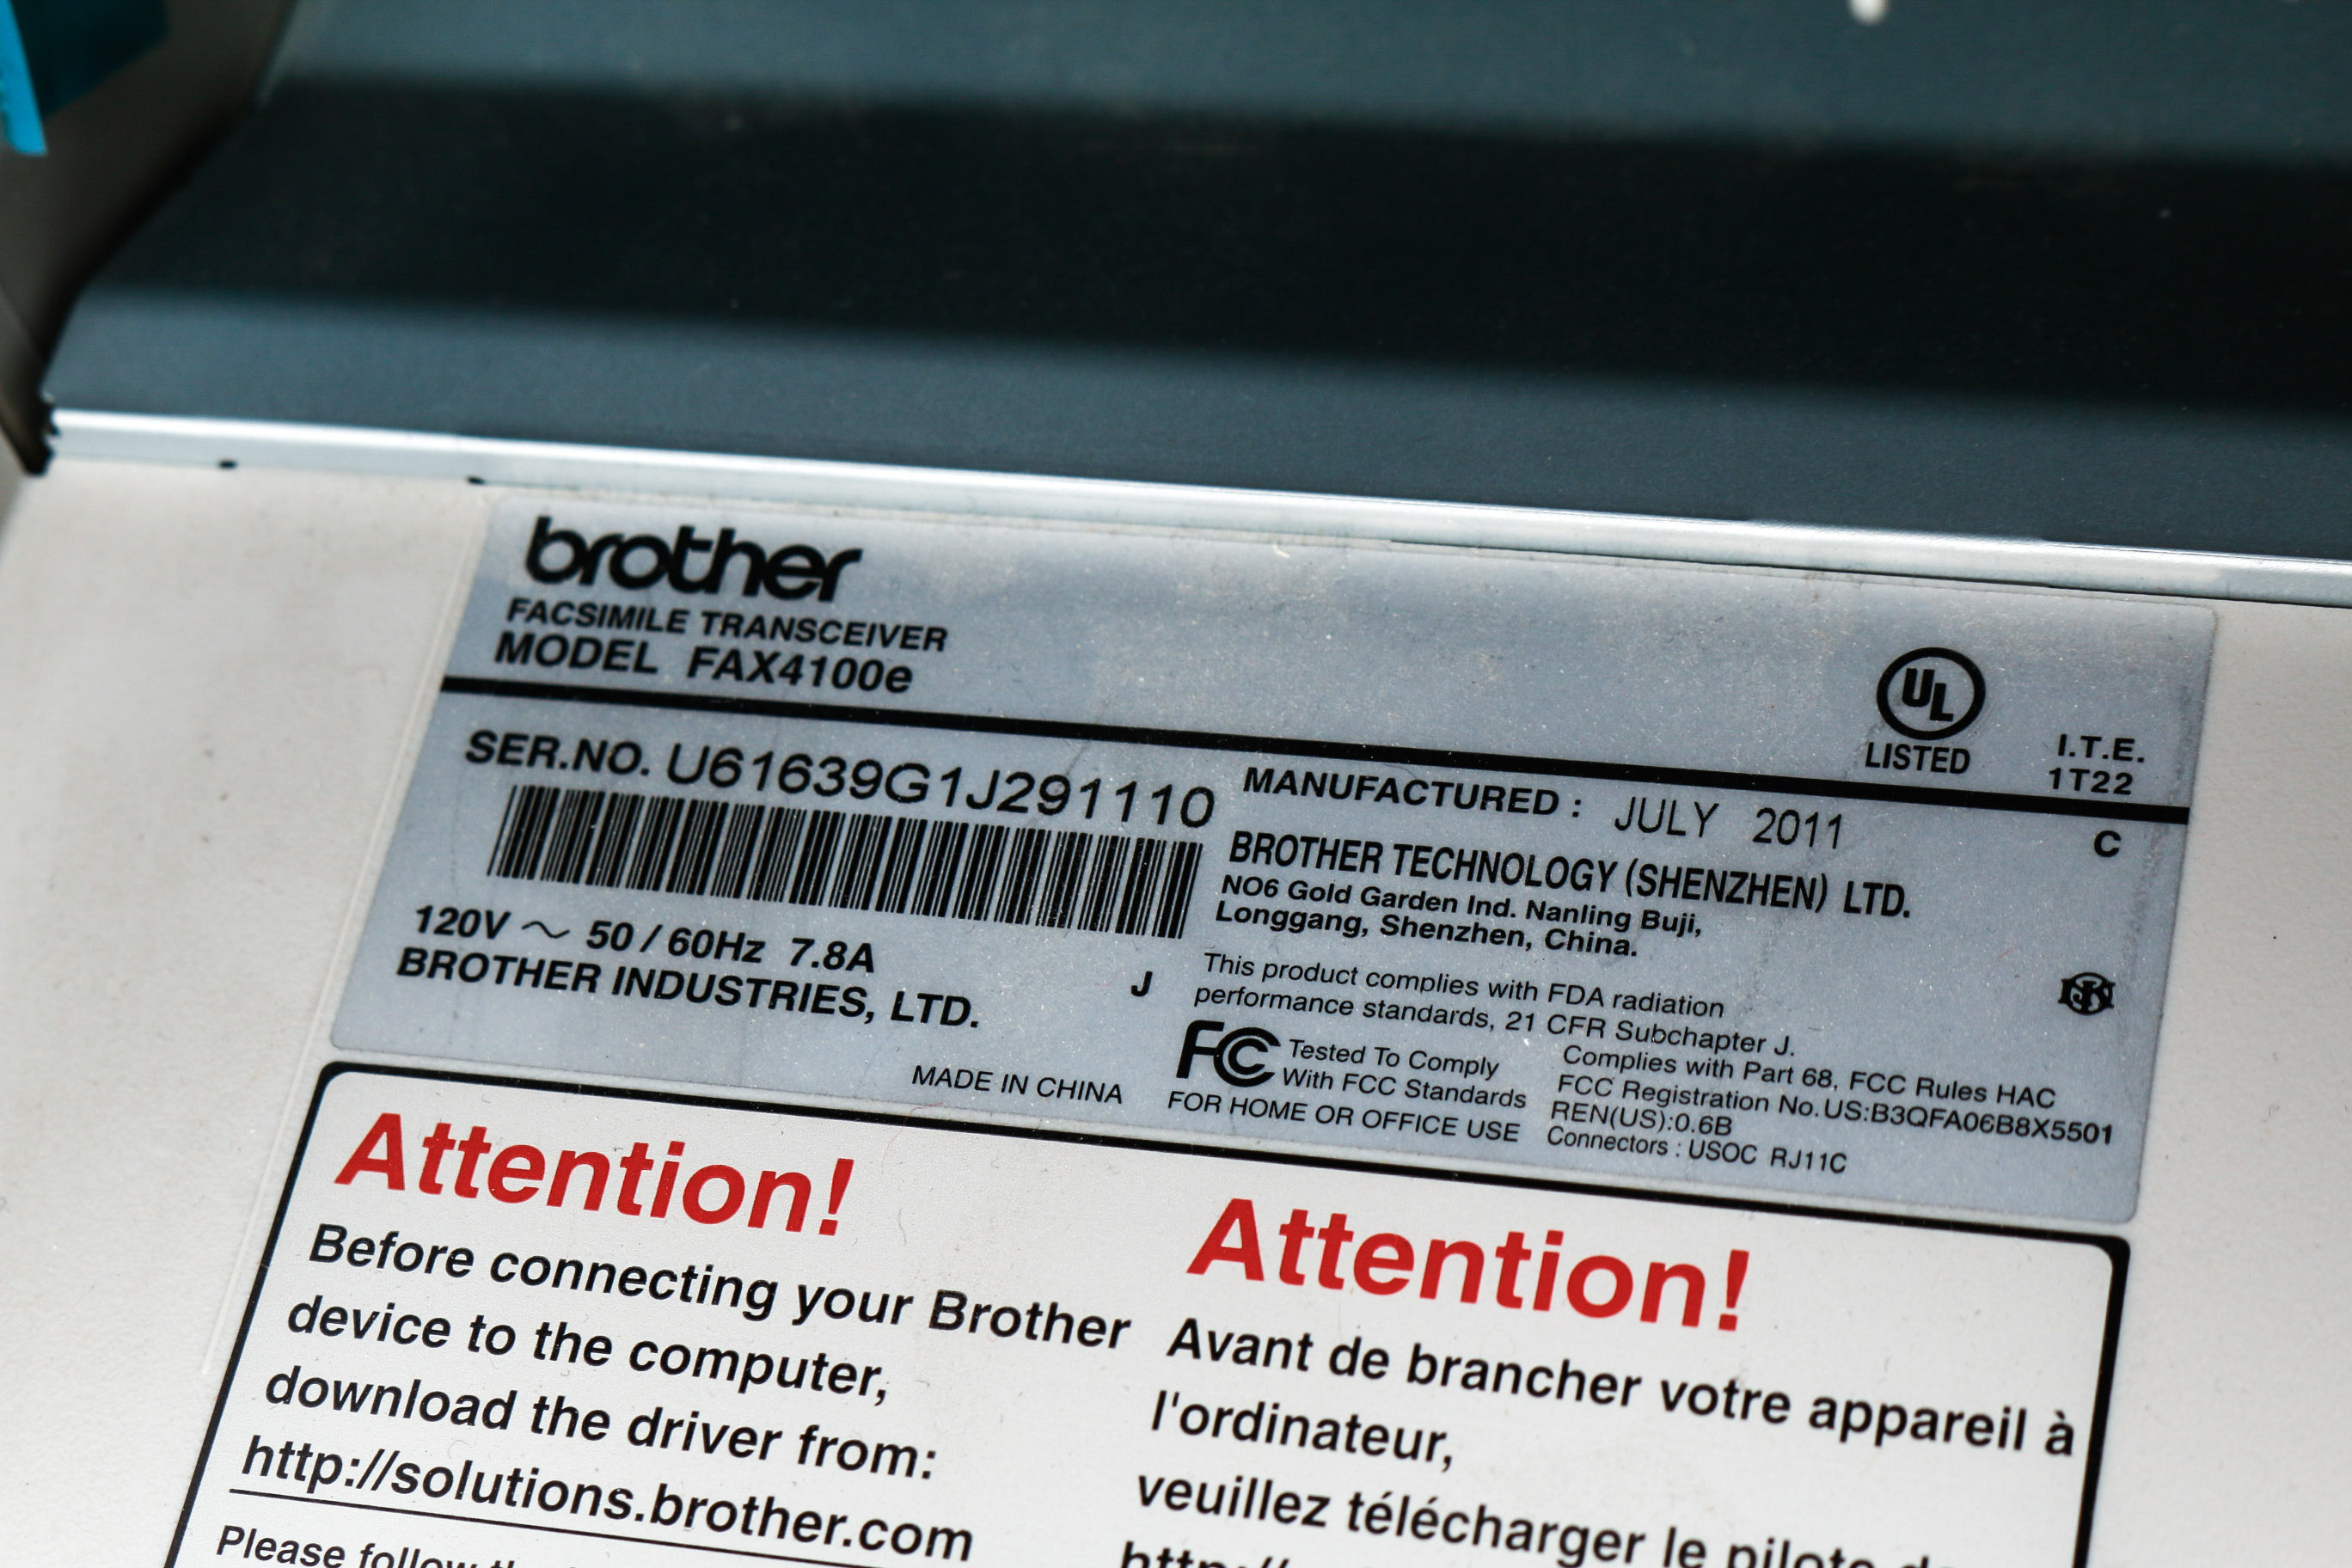 brother
FACSIMILE TRANSCEIVER
MODEL FAX4100e
UL
LISTED
I.T.E.
1T22
SER.NO. U61639G1J291110
120V ～ 50 / 60Hz 7.8A
BROTHER INDUSTRIES, LTD.
J
MADE IN CHINA
MANUFACTURED : JULY 2011
C
BROTHER TECHNOLOGY (SHENZHEN) LTD.
NO6 Gold Garden Ind. Nanling Buji,
Longgang, Shenzhen, China.
This product complies with FDA radiation
performance standards, 21 CFR Subchapter J.
FC Tested To Comply
With FCC Standards
FOR HOME OR OFFICE USE
Complies with Part 68, FCC Rules HAC
FCC Registration No.US:B3QFA06B8X5501
REN(US):0.6B
Connectors : USOC RJ11C
Attention!
Before connecting your Brother
device to the computer,
download the driver from:
http://solutions.brother.com
Please follow
Attention!
Avant de brancher votre appareil à
l'ordinateur,
veuillez télécharger le pilote
http://